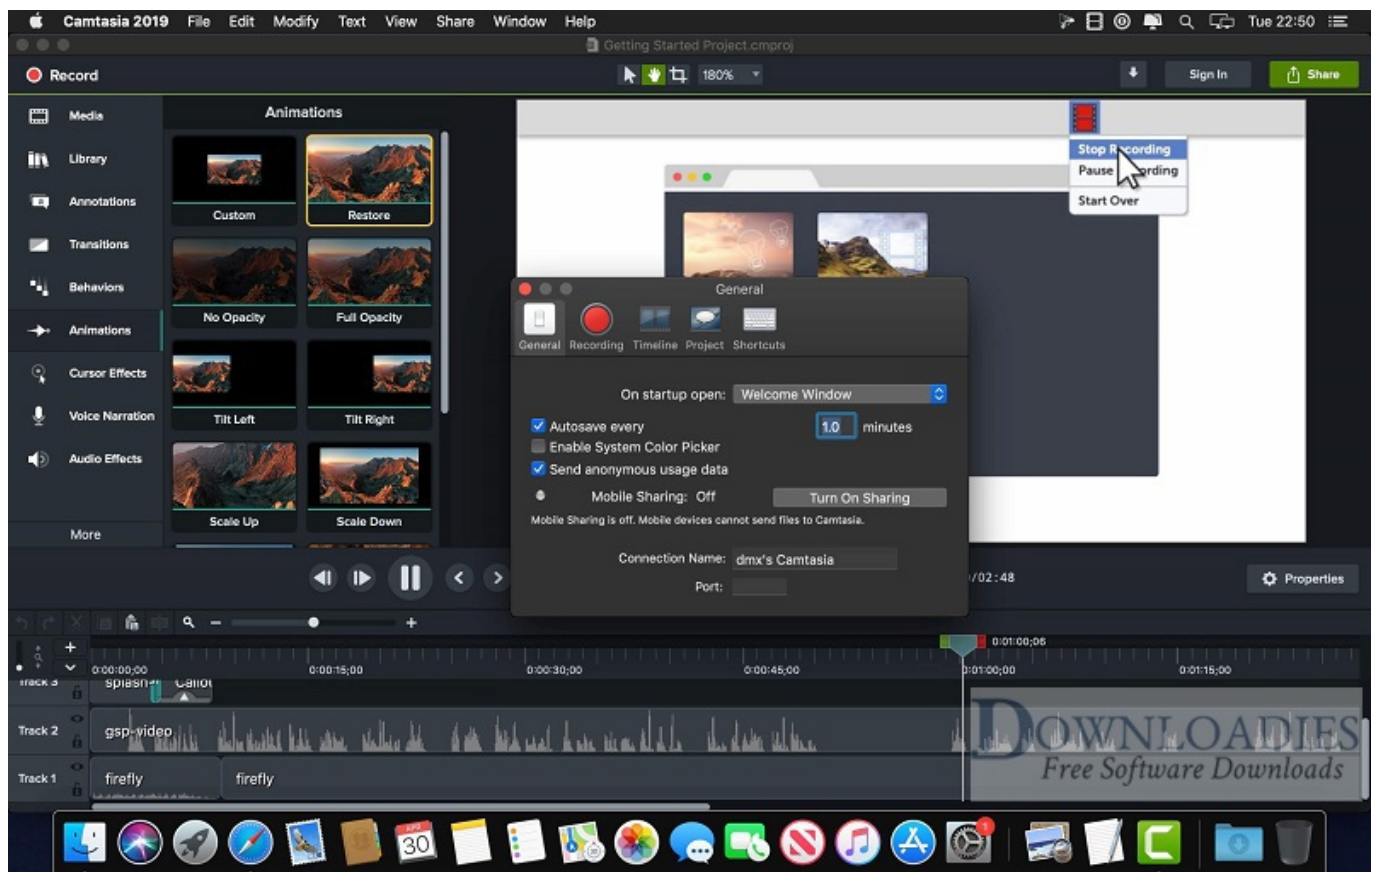 Camtasia 2019 File Edit Modify Text View Share Window Help Tue 22:50
Getting Started Project.cmproj
Record 180% Sign In Share
Media
Library
Annotations
Transitions
Behaviors
Animations
Cursor Effects
Voice Narration
Audio Effects
More
Animations
Custom Restore
No Opacity Full Opacity
Tilt Left Tilt Right
Scale Up Scale Down
Stop Recording
Pause
Start Over
General
General Recording Timeline Project Shortcuts
On startup open: Welcome Window
Autosave every 1.0 minutes
Enable System Color Picker
Send anonymous usage data
Mobile Sharing: Off Turn On Sharing
Mobile Sharing is off. Mobile devices cannot send files to Camtasia.
Connection Name: dmx's Camtasia
Port:
/02:48
Properties
0:01:00;06
0:00:00;00 0:00:15;00 0:00:30;00 0:00:45;00 0:01:00;00 0:01:15;00
Track 3
Track 2 gsp-video
Track 1 firefly firefly
DOWNLOADIES
Free Software Downloads
APR
30
1